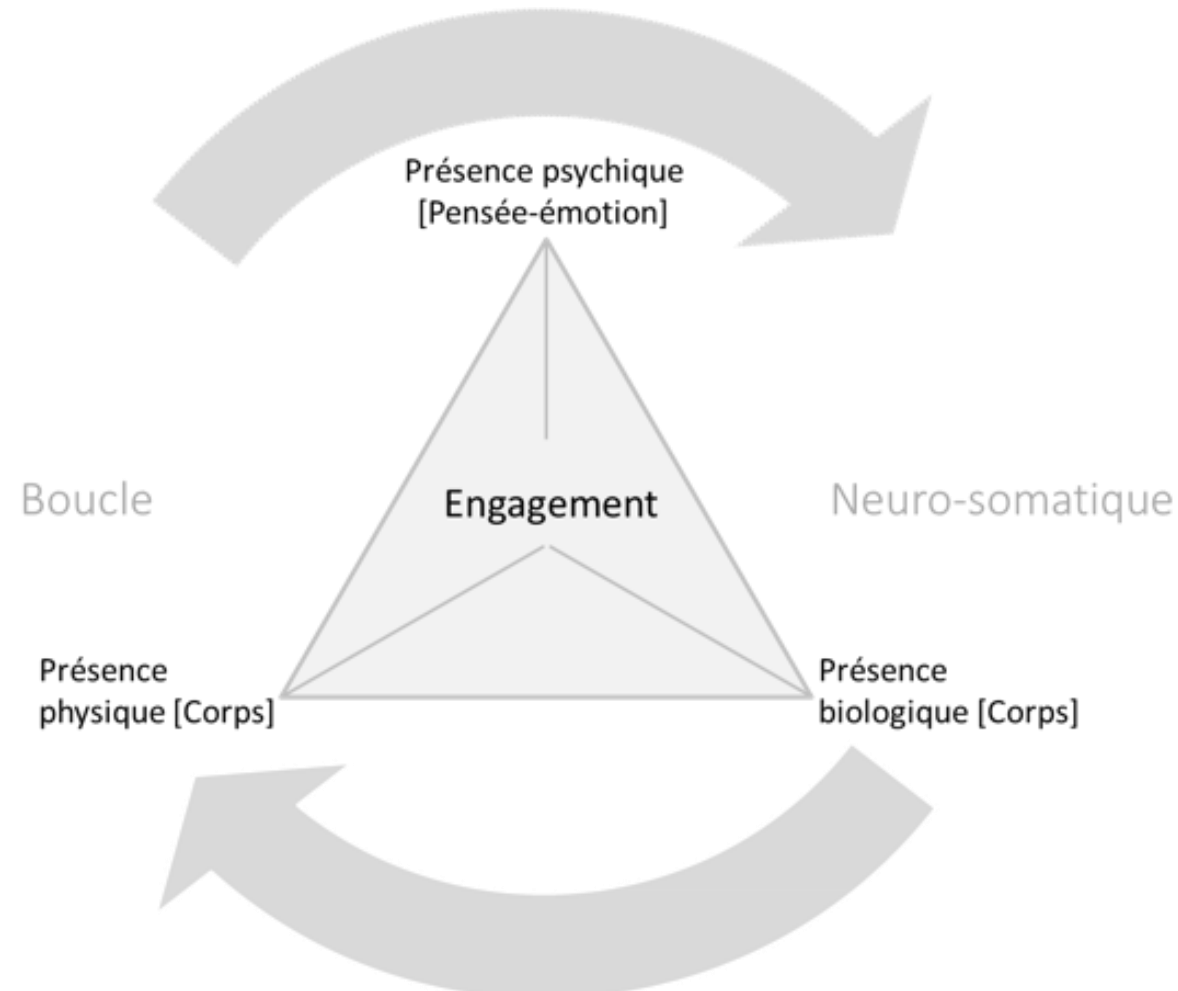 Présence psychique
[Pensée-émotion]
Boucle
Engagement
Neuro-somatique
Présence
physique [Corps]
Présence
biologique [Corps]